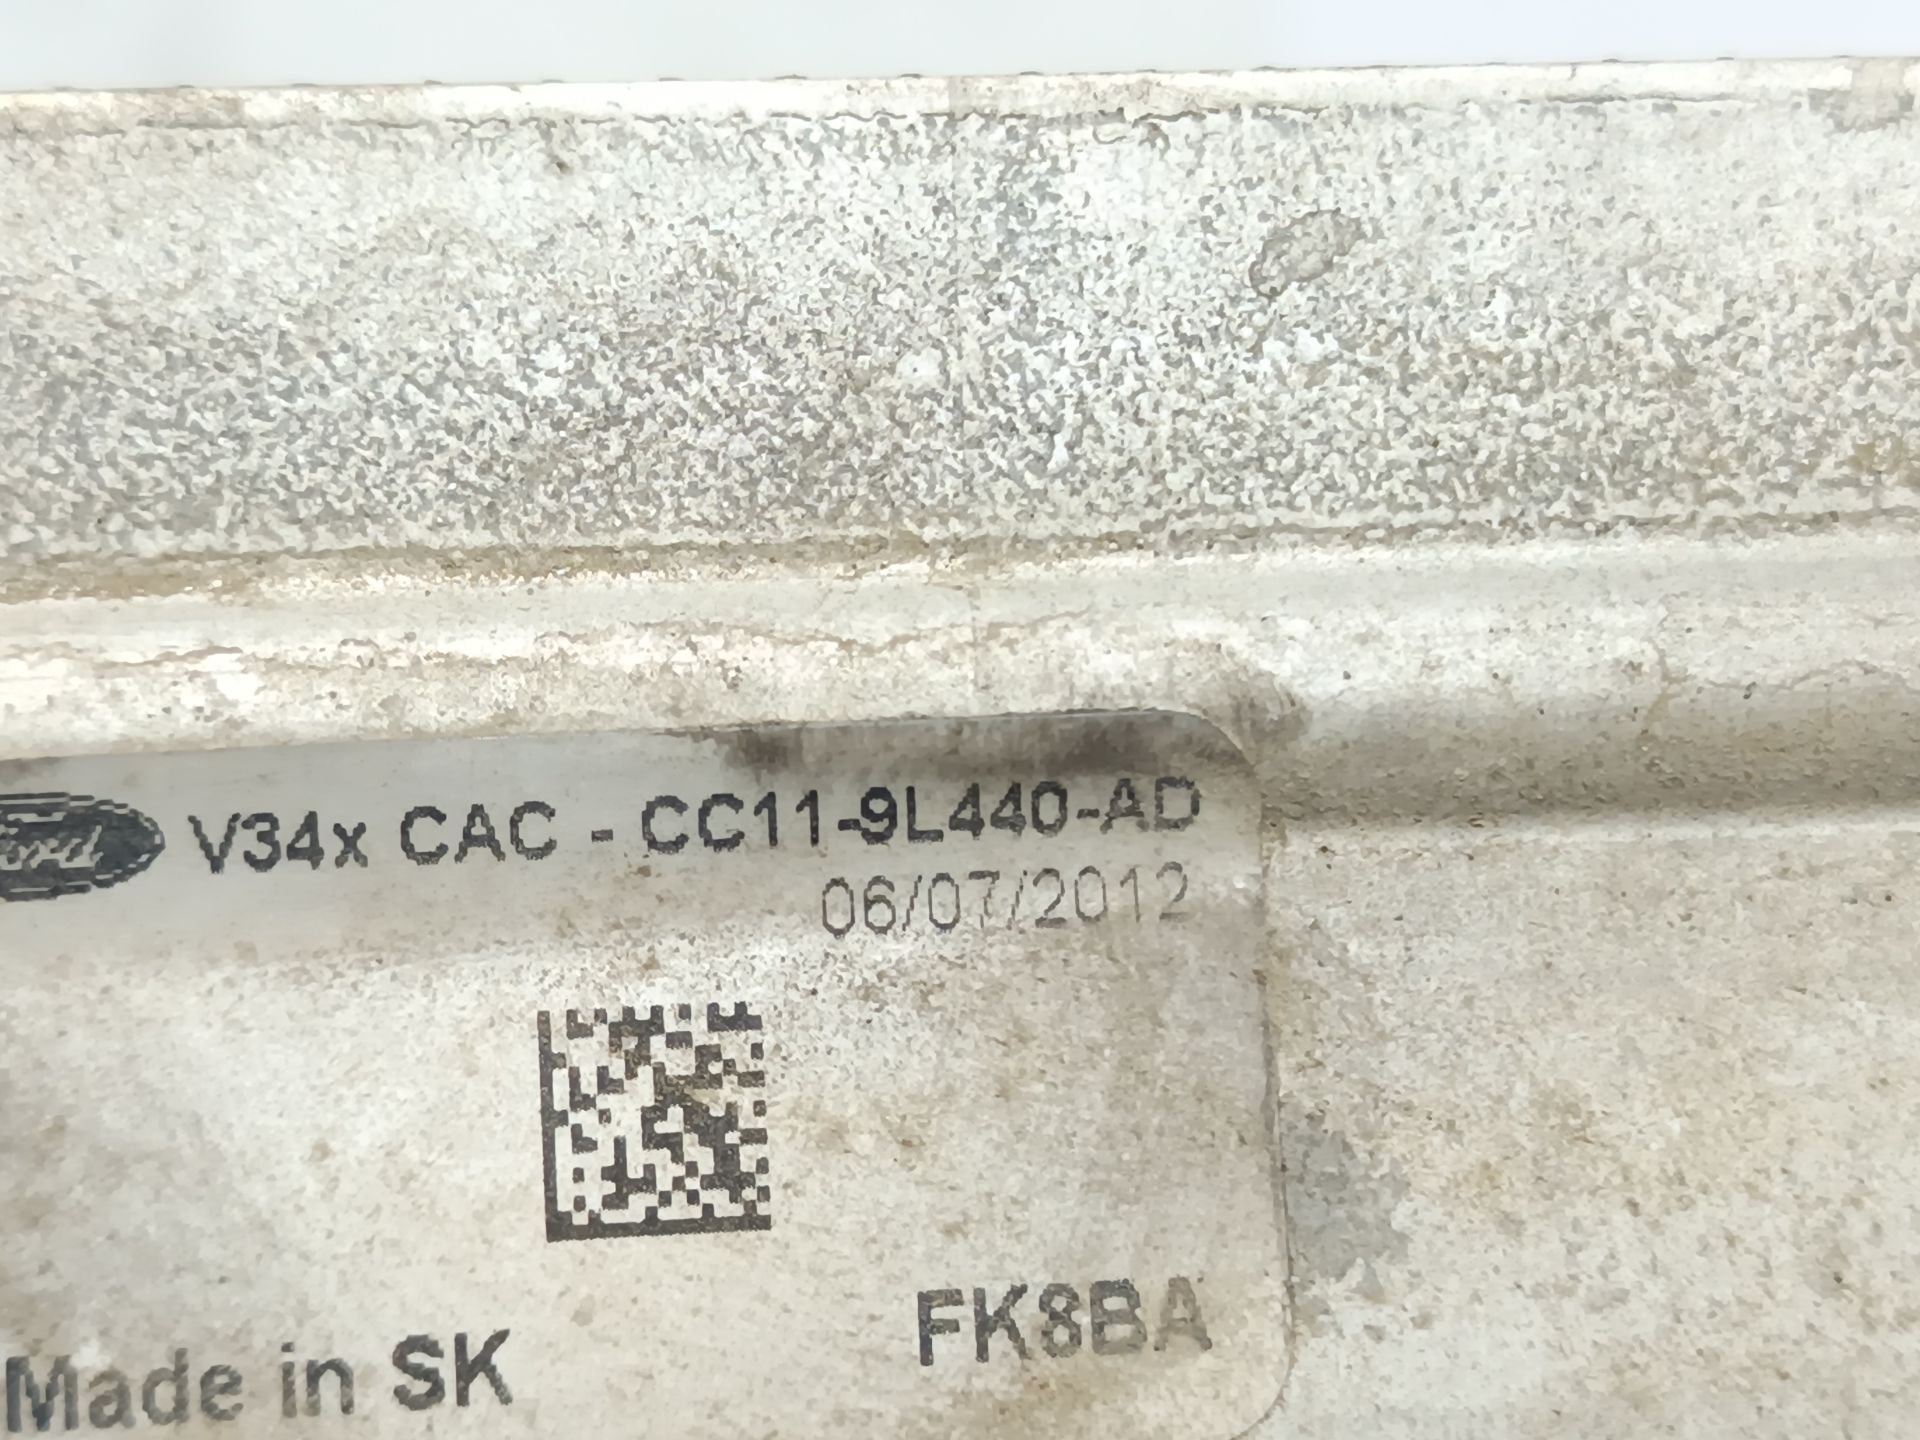 V34x CAC - CC11-9L440-AD
06/07/2012
FK8BA
Made in SK